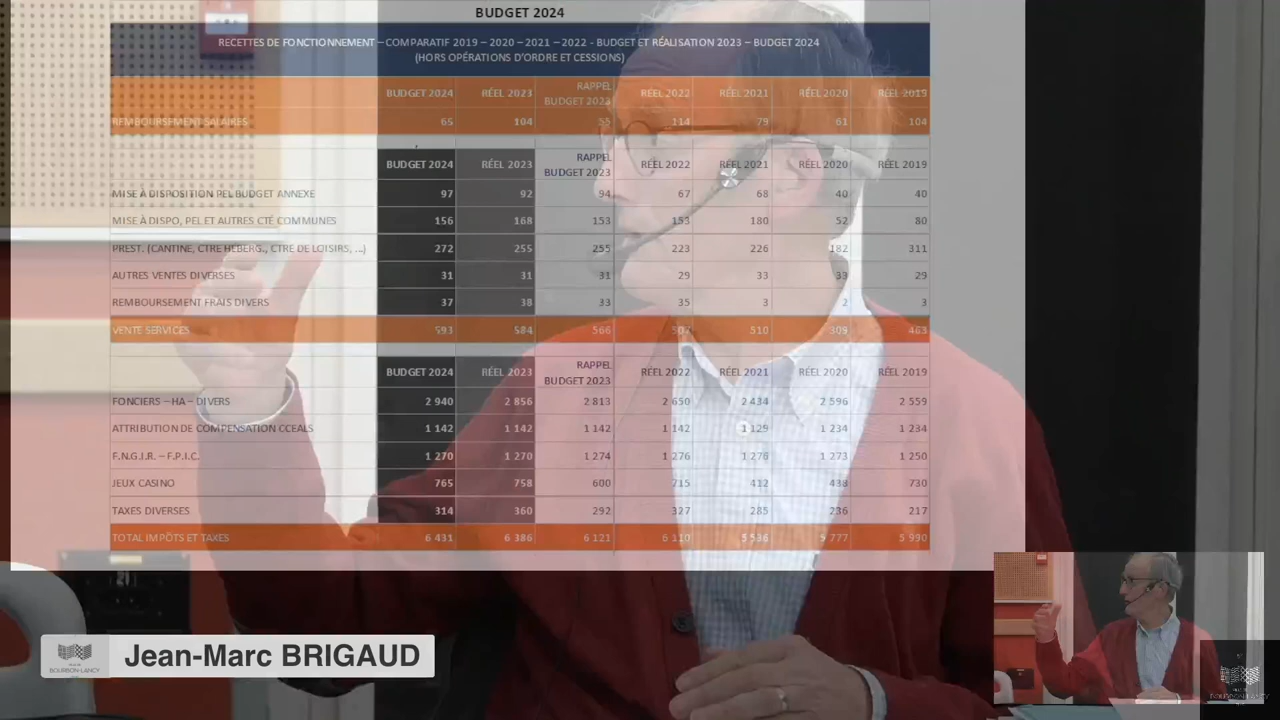 BUDGET 2024
RECETTES DE FONCTIONNEMENT – COMPARATIF 2019 – 2020 – 2021 – 2022 - BUDGET ET RÉALISATION 2023 – BUDGET 2024
(HORS OPÉRATIONS D'ORDRE ET CESSIONS)
BUDGET 2024 RÉEL 2023 RAPPEL BUDGET 2023 RÉEL 2022 RÉEL 2021 RÉEL 2020 RÉEL 2019
REMBOURSEMENT SALAIRES 65 104 55 114 79 61 104
BUDGET 2024 RÉEL 2023 RAPPEL BUDGET 2023 RÉEL 2022 RÉEL 2021 RÉEL 2020 RÉEL 2019
MISE À DISPOSITION PEL BUDGET ANNEXE 97 92 94 67 68 40 40
MISE À DISPO, PEL ET AUTRES CTÉ COMMUNES 156 168 153 153 180 52 80
PREST. (CANTINE, CTRE HÉBERG., CTRE DE LOISIRS, ...) 272 255 255 223 226 182 311
AUTRES VENTES DIVERSES 31 31 31 29 33 33 29
REMBOURSEMENT FRAIS DIVERS 37 38 33 35 3 2 3
VENTE SERVICES 593 584 566 507 510 309 463
BUDGET 2024 RÉEL 2023 RAPPEL BUDGET 2023 RÉEL 2022 RÉEL 2021 RÉEL 2020 RÉEL 2019
FONCIERS – HA – DIVERS 2 940 2 856 2 813 2 650 2 434 2 596 2 559
ATTRIBUTION DE COMPENSATION CCEALS 1 142 1 142 1 142 1 142 1 129 1 234 1 234
F.N.G.I.R. – F.P.I.C. 1 270 1 270 1 274 1 276 1 276 1 273 1 250
JEUX CASINO 765 758 600 715 412 438 730
TAXES DIVERSES 314 360 292 327 285 236 217
TOTAL IMPÔTS ET TAXES 6 431 6 386 6 121 6 110 5 536 5 777 5 990
BOURBON-LANCY
Jean-Marc BRIGAUD
BOURBON-LANCY